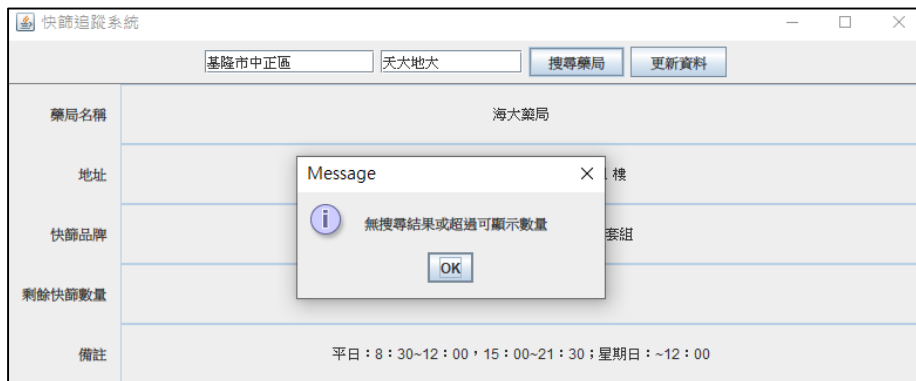 快篩追蹤系統
基隆市中正區 天大地大 搜尋藥局 更新資料
藥局名稱 海大藥局
Message
地址 樓
無搜尋結果或超過可顯示數量
快篩品牌 套組
OK
剩餘快篩數量
備註 平日：8：30~12：00，15：00~21：30；星期日：~12：00